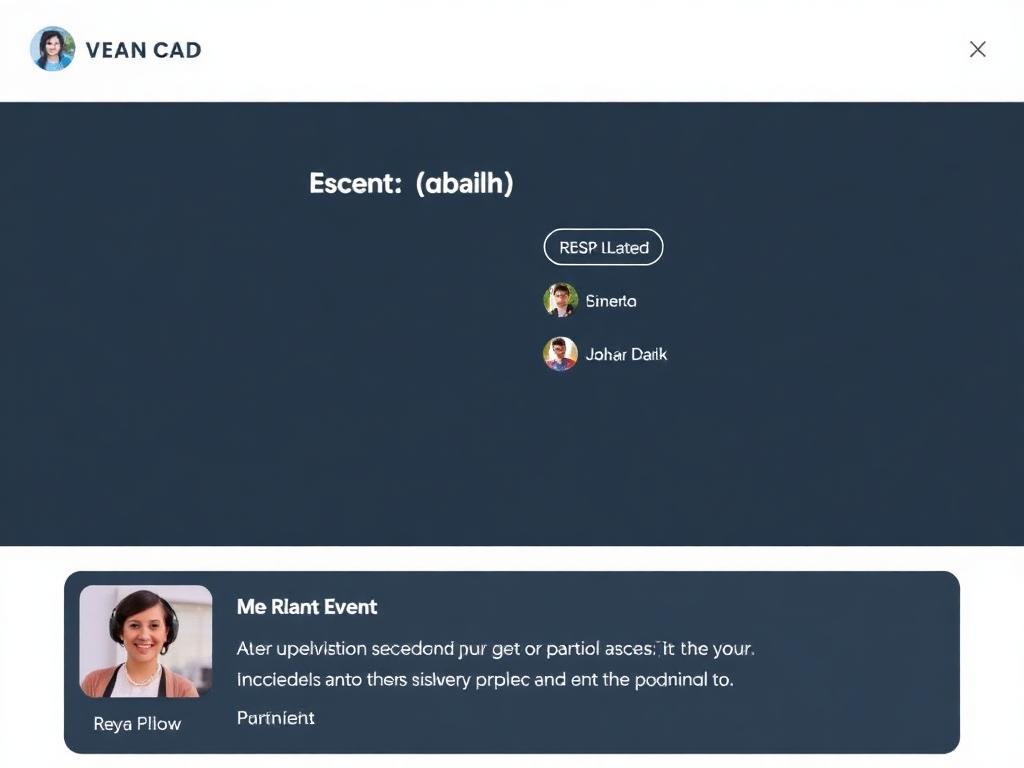 VEAN CAD
Escent: (abailh)
RESP lLated
Sinerto
Johar Darik
Me Rlant Event
Ater upelvistion secedond pur get or partiol asces: it the your.
Incciedels anto thers sislvery prplec and ent the podninal to.
Reya Pllow
Partnient